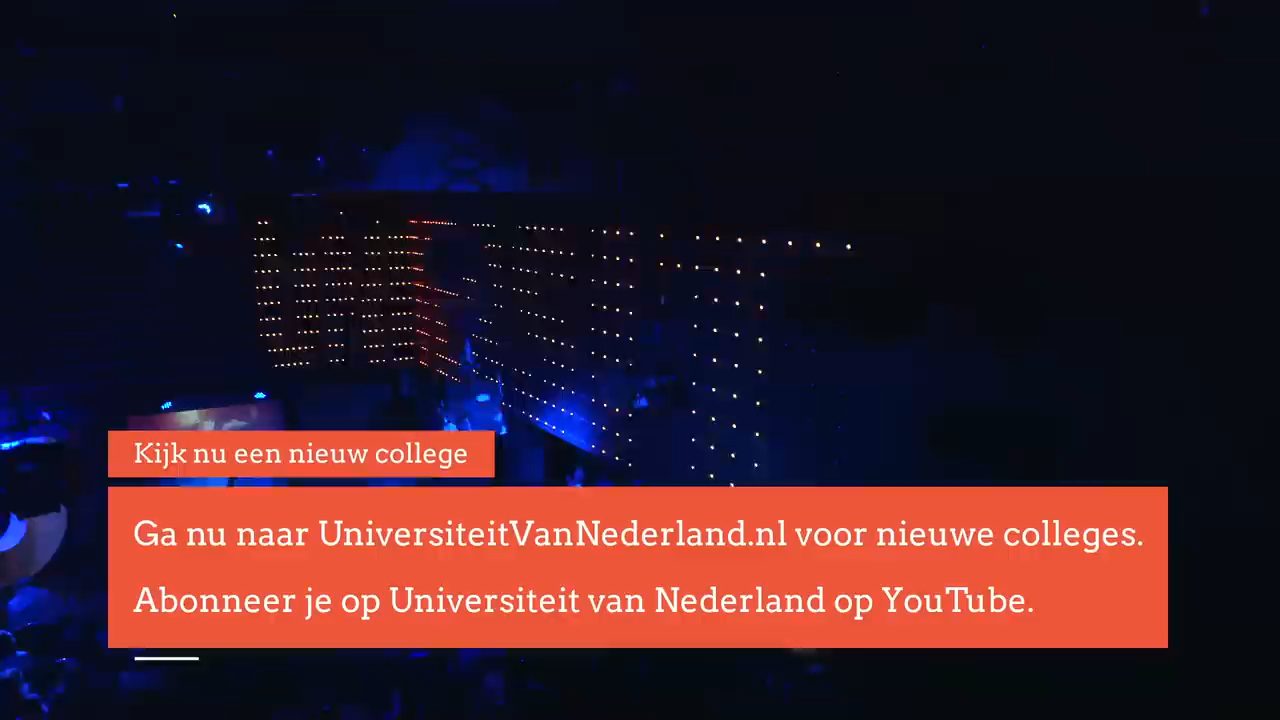 Kijk nu een nieuw college
Ga nu naar UniversiteitVanNederland.nl voor nieuwe colleges.
Abonneer je op Universiteit van Nederland op YouTube.